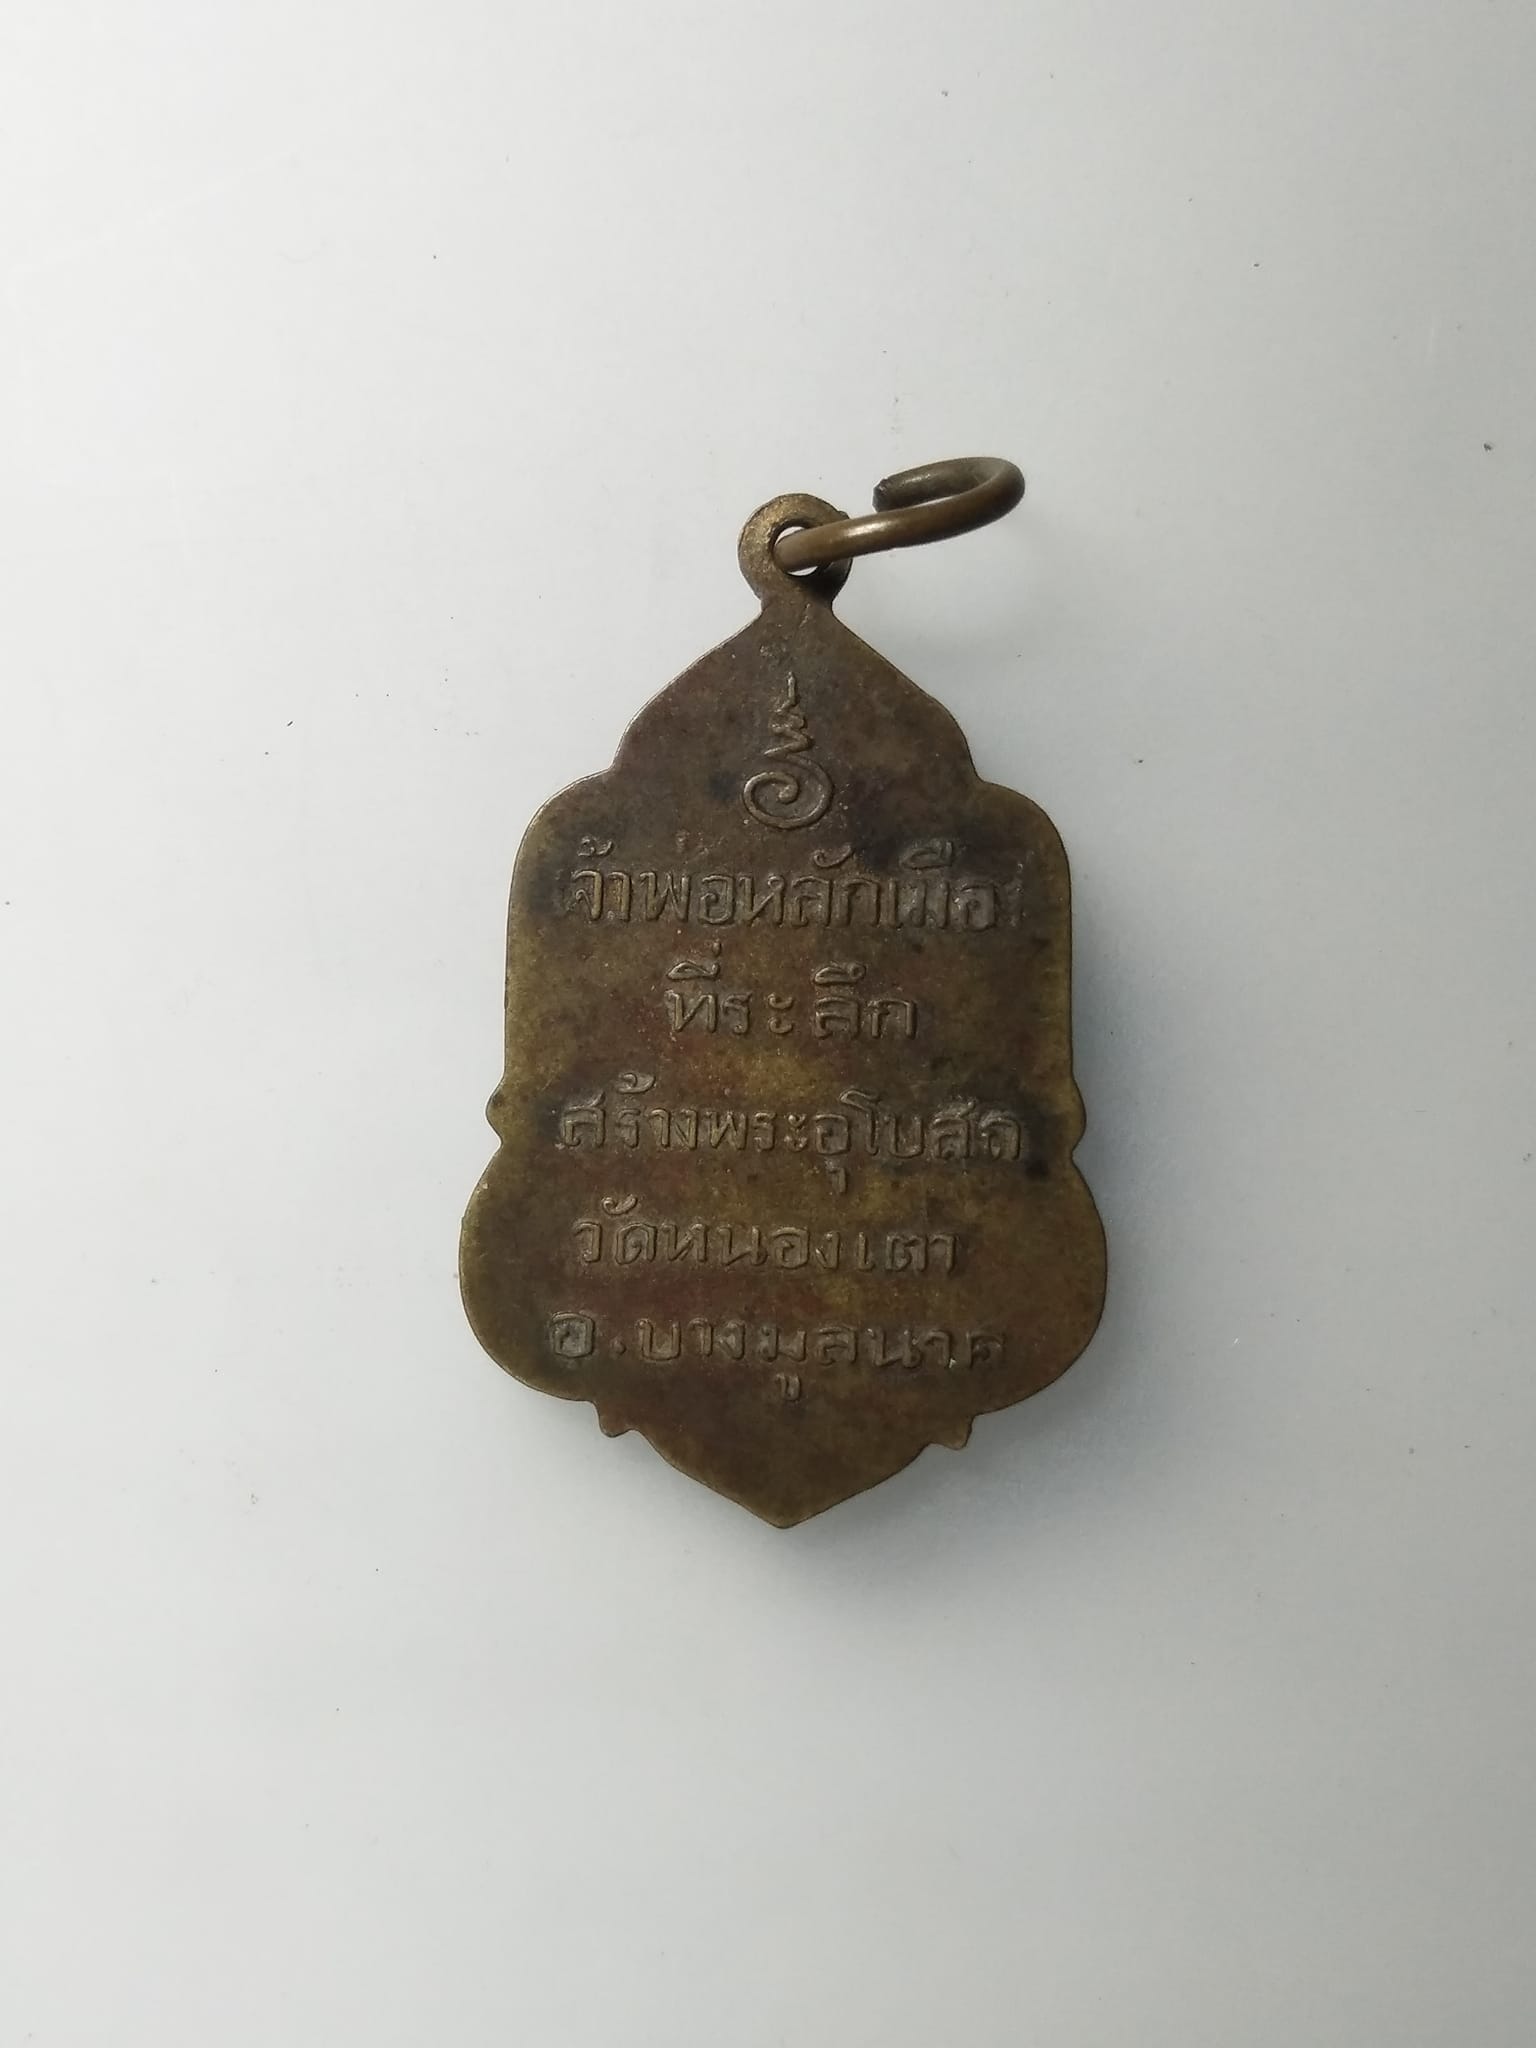 เจ้าพ่อหลักเมือง
ที่ระลึก
สร้างพระอุโบสถ
วัดหนองเต่า
อ.บางมูลนาค